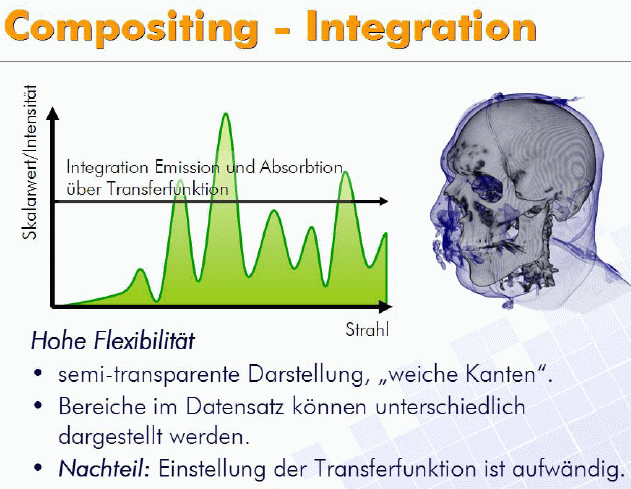 Compositing - Integration
Skalarwert/Intensität
Integration Emission und Absorbtion
über Transferfunktion
Strahl
Hohe Flexibilität
• semi-transparente Darstellung, „weiche Kanten“.
• Bereiche im Datensatz können unterschiedlich
dargestellt werden.
• Nachteil: Einstellung der Transferfunktion ist aufwändig.